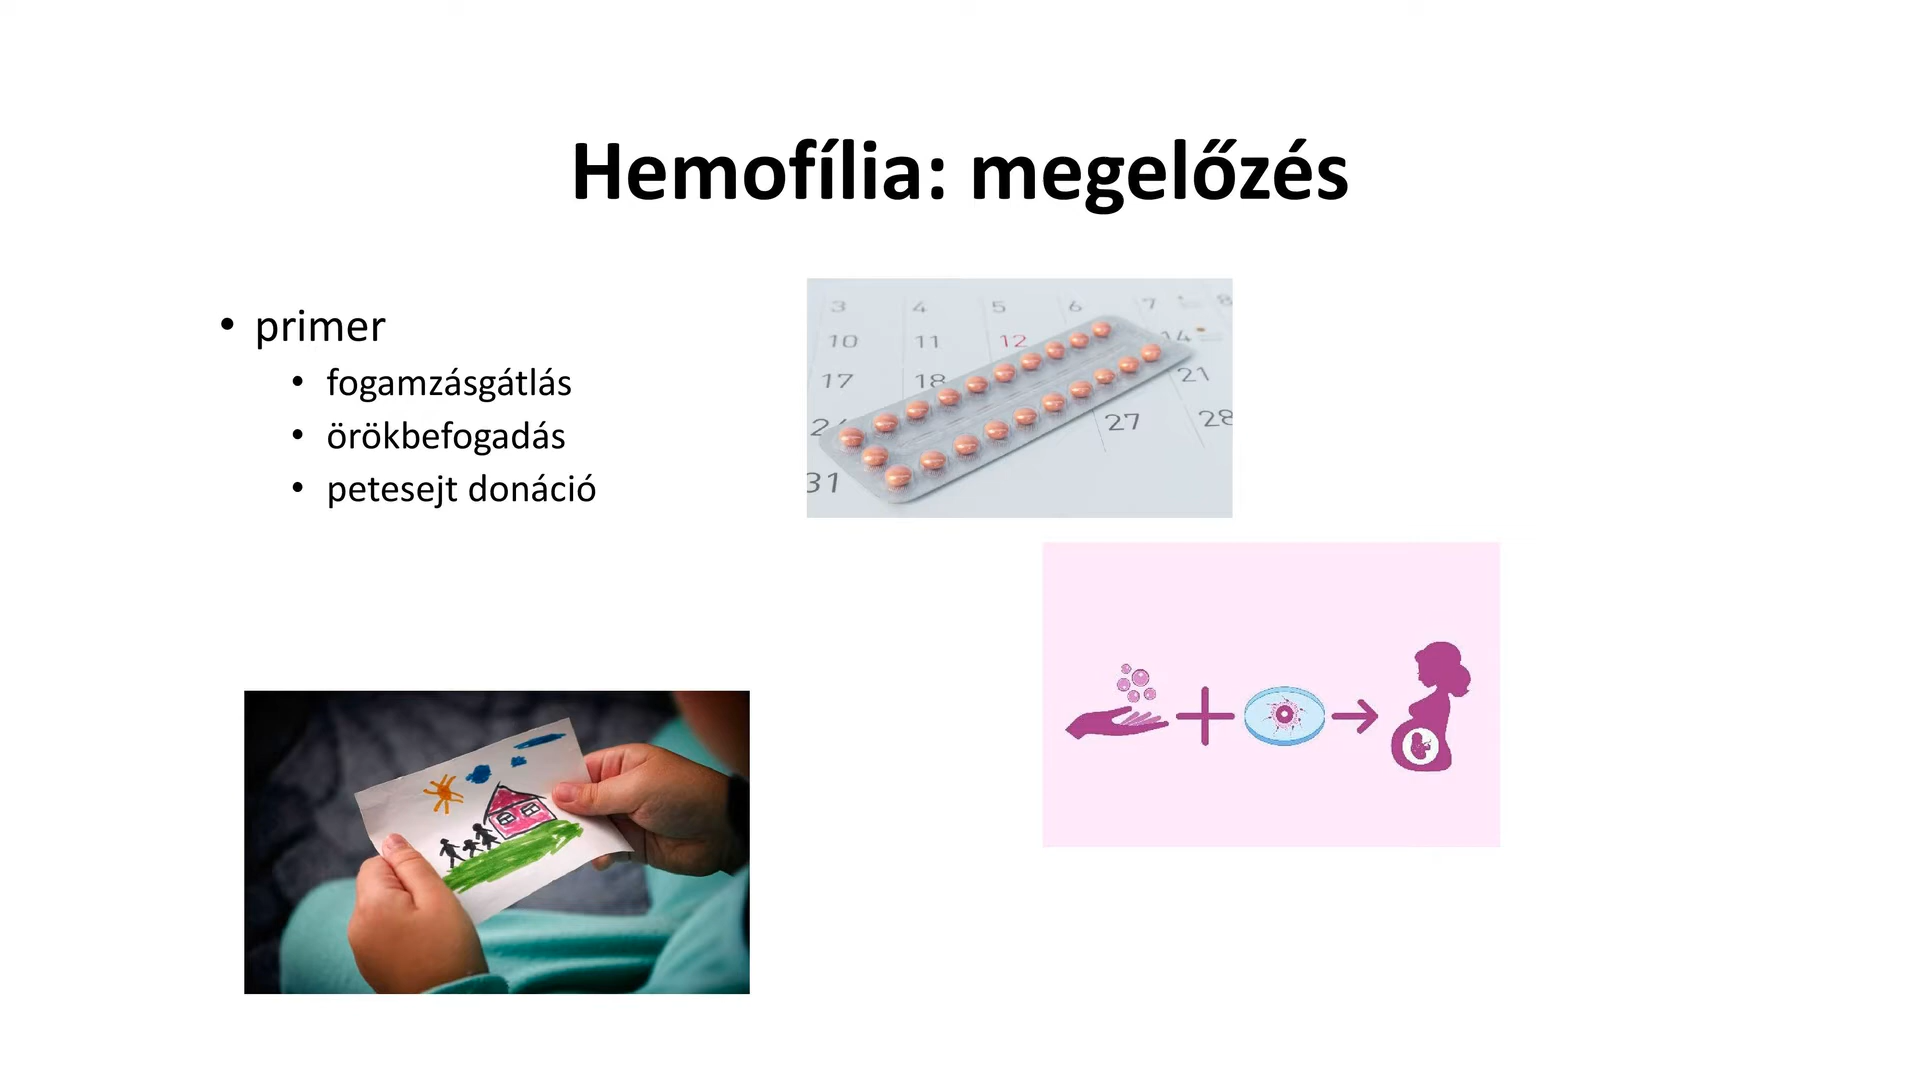 Hemofília: megelőzés
• primer
• fogamzásgátlás
• örökbefogadás
• petesejt donáció
3 4 5 6 7 8
10 11 12 14
17 18 21
27 28
31